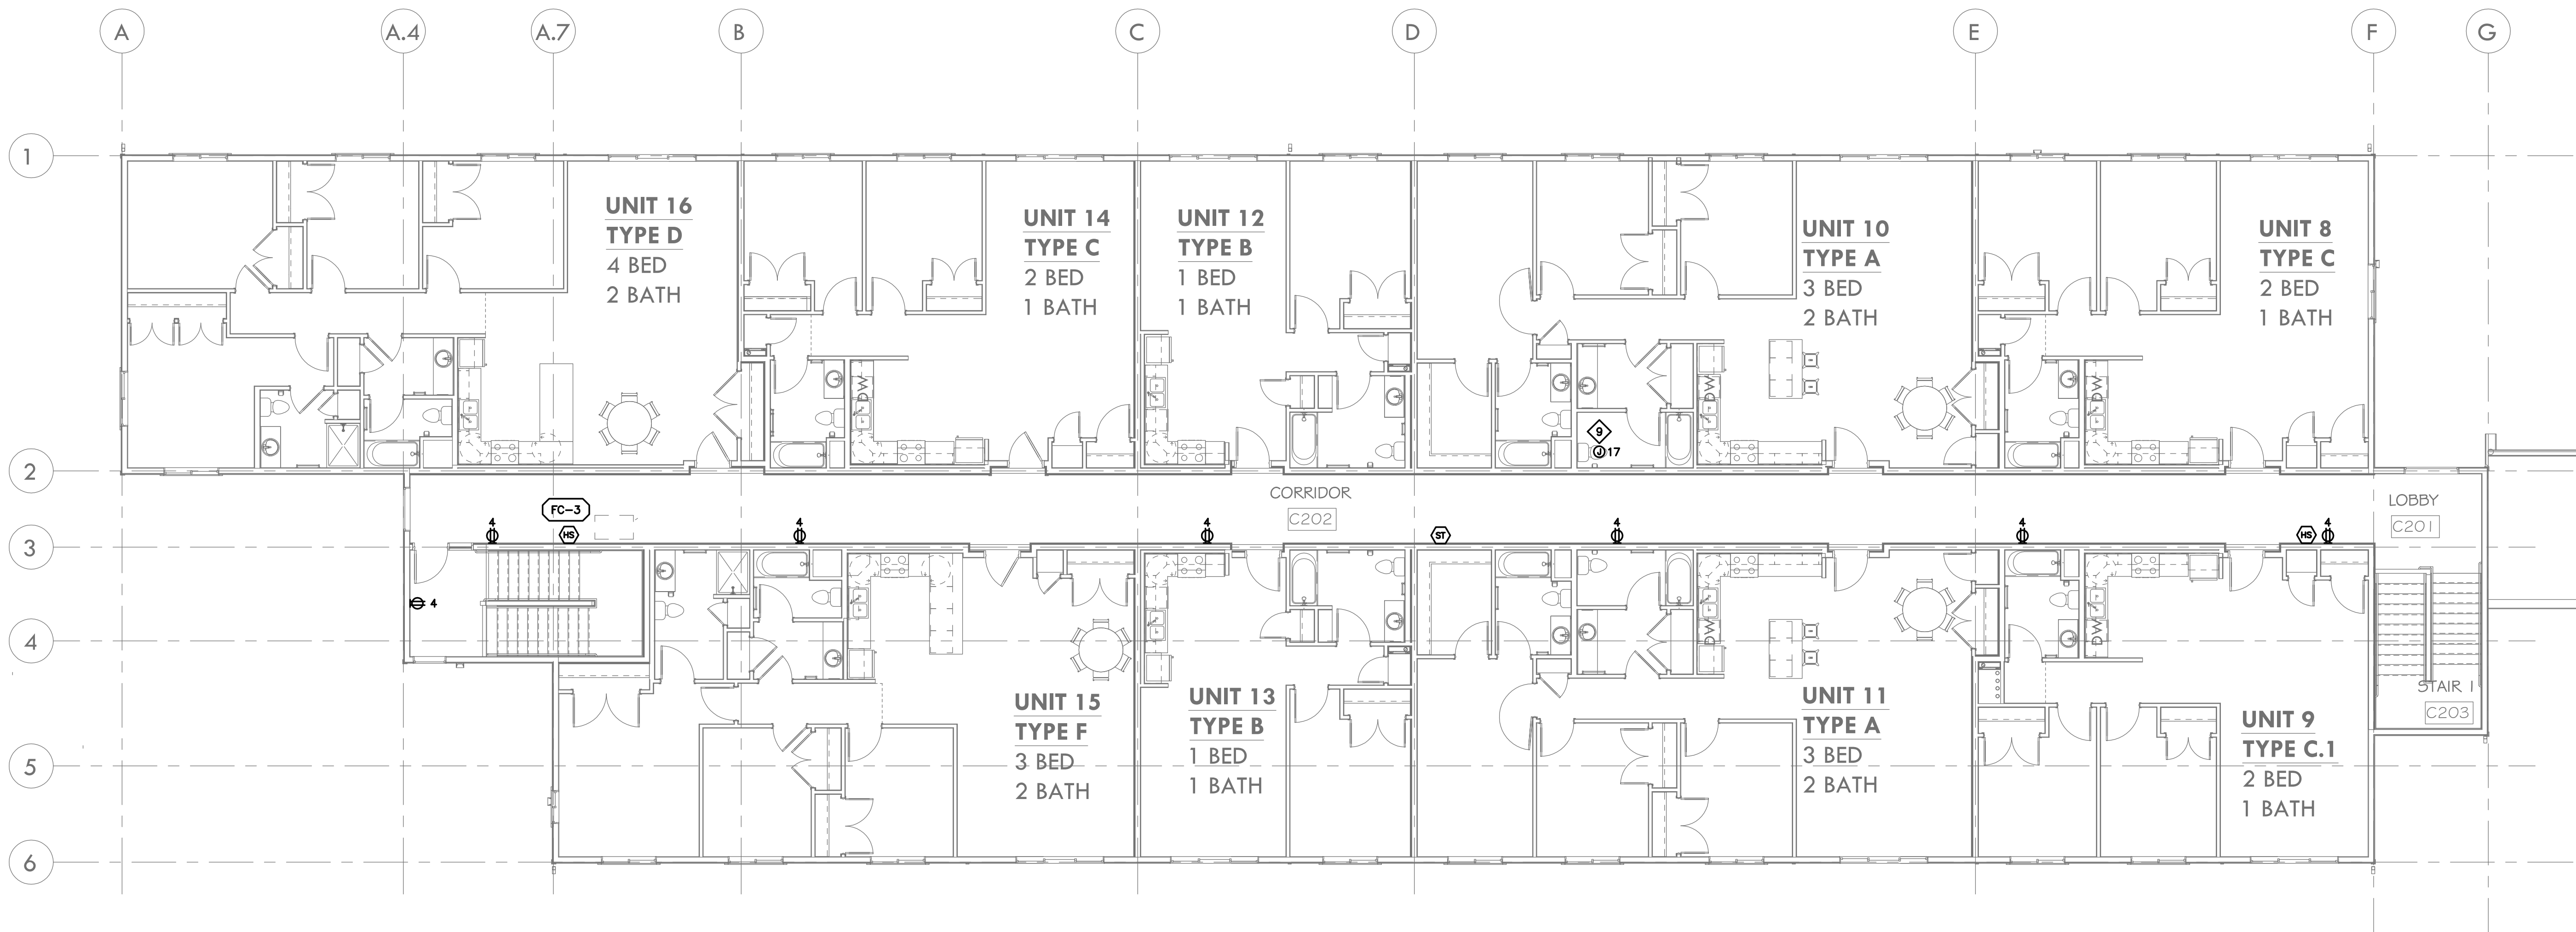 A
A.4
A.7
B
C
D
E
F
G
1
2
3
4
5
6
UNIT 16
TYPE D
4 BED
2 BATH
UNIT 14
TYPE C
2 BED
1 BATH
UNIT 12
TYPE B
1 BED
1 BATH
UNIT 10
TYPE A
3 BED
2 BATH
UNIT 8
TYPE C
2 BED
1 BATH
DW
DW
DW
9
J 17
CORRIDOR
C202
LOBBY
C201
FC-3
HS
4
4
4
ST
4
4
HS
4
4
DW
DW
STAIR 1
C203
UNIT 15
TYPE F
3 BED
2 BATH
UNIT 13
TYPE B
1 BED
1 BATH
UNIT 11
TYPE A
3 BED
2 BATH
UNIT 9
TYPE C.1
2 BED
1 BATH